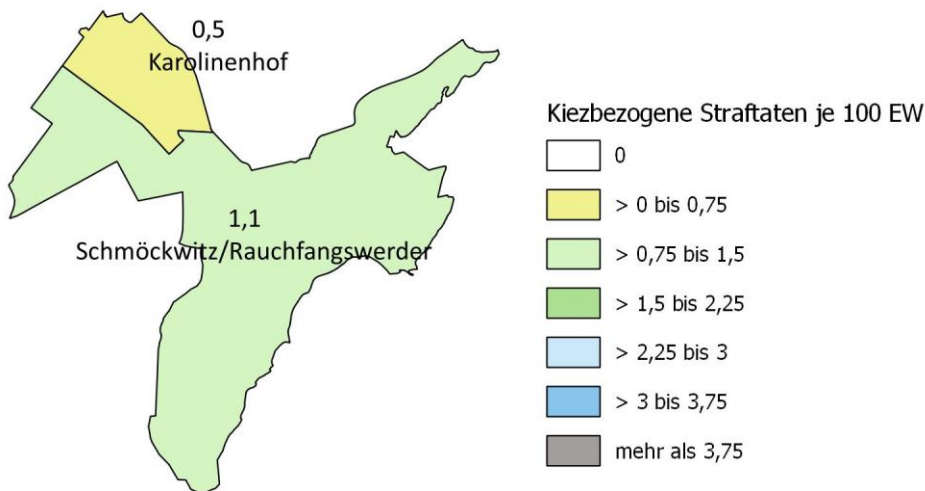 0,5
Karolinenhof
1,1
Schmöckwitz/Rauchfangswerder
Kiezbezogene Straftaten je 100 EW
0
> 0 bis 0,75
> 0,75 bis 1,5
> 1,5 bis 2,25
> 2,25 bis 3
> 3 bis 3,75
mehr als 3,75